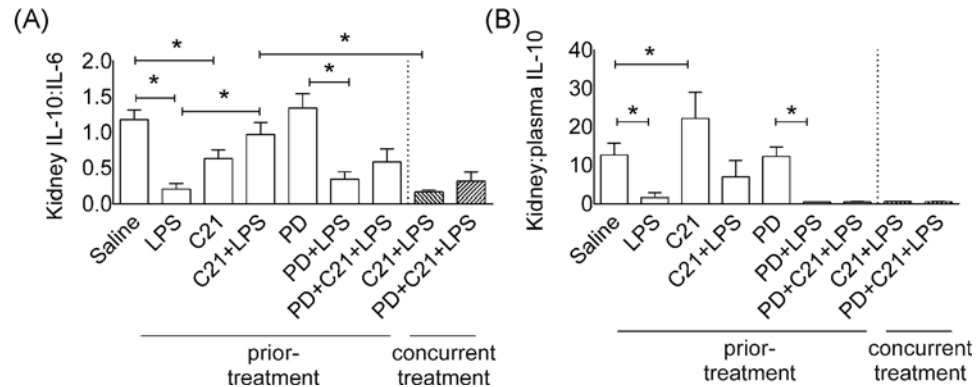 (A)
Kidney IL-10:IL-6
2.0
1.5
1.0
0.5
0.0
*
*
*
*
*
Saline
LPS
C21
C21+LPS
PD
PD+LPS
PD+C21+LPS
C21+LPS
PD+C21+LPS
prior-
treatment
concurrent
treatment
(B)
Kidney:plasma IL-10
40
30
20
10
0
*
*
*
Saline
LPS
C21
C21+LPS
PD
PD+LPS
PD+C21+LPS
C21+LPS
PD+C21+LPS
prior-
treatment
concurrent
treatment